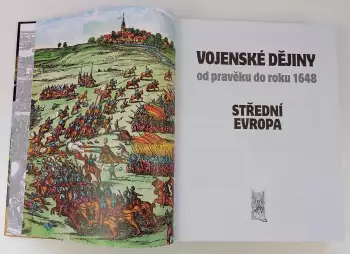 VOJENSKÉ DĚJINY
od pravěku do roku 1648
STŘEDNÍ
EVROPA